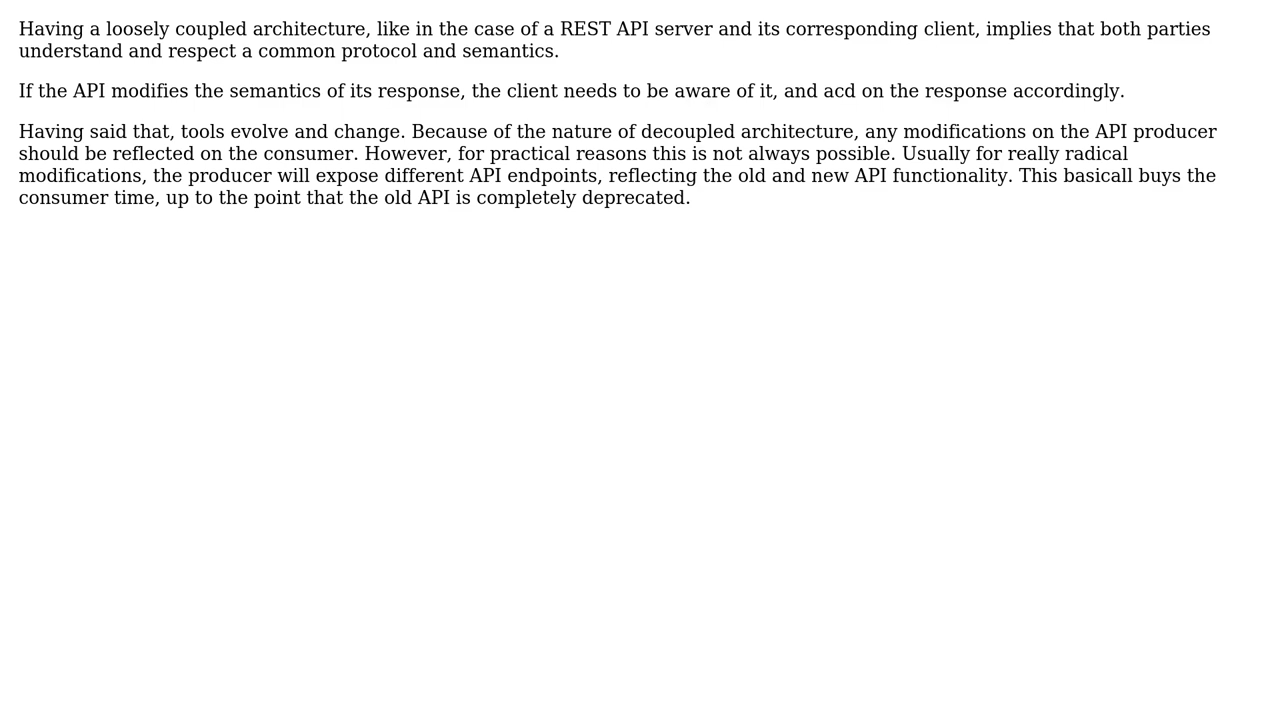 Having a loosely coupled architecture, like in the case of a REST API server and its corresponding client, implies that both parties
understand and respect a common protocol and semantics.
If the API modifies the semantics of its response, the client needs to be aware of it, and acd on the response accordingly.
Having said that, tools evolve and change. Because of the nature of decoupled architecture, any modifications on the API producer
should be reflected on the consumer. However, for practical reasons this is not always possible. Usually for really radical
modifications, the producer will expose different API endpoints, reflecting the old and new API functionality. This basicall buys the
consumer time, up to the point that the old API is completely deprecated.